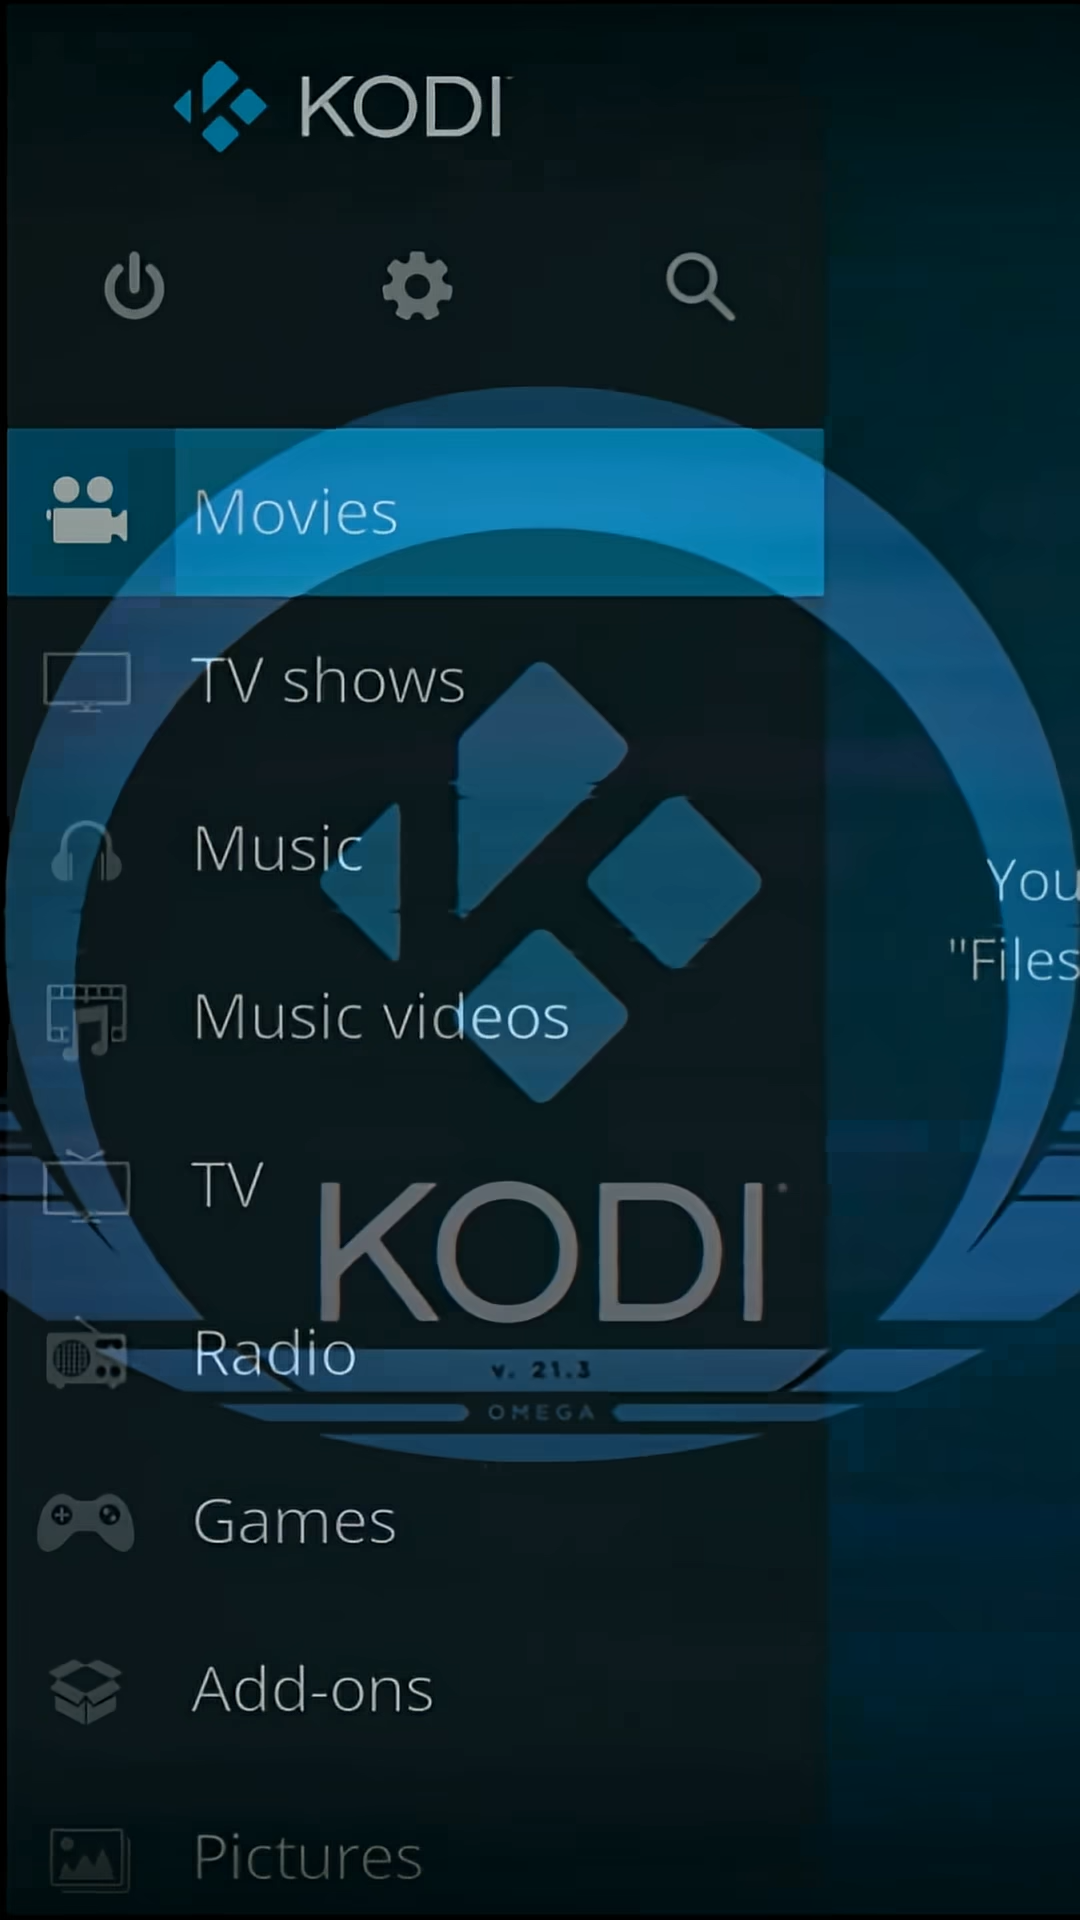 KODI
Movies
TV shows
Music
You
"Files
Music videos
TV
KODI
Radio
v. 21.3
OMEGA
Games
Add-ons
Pictures